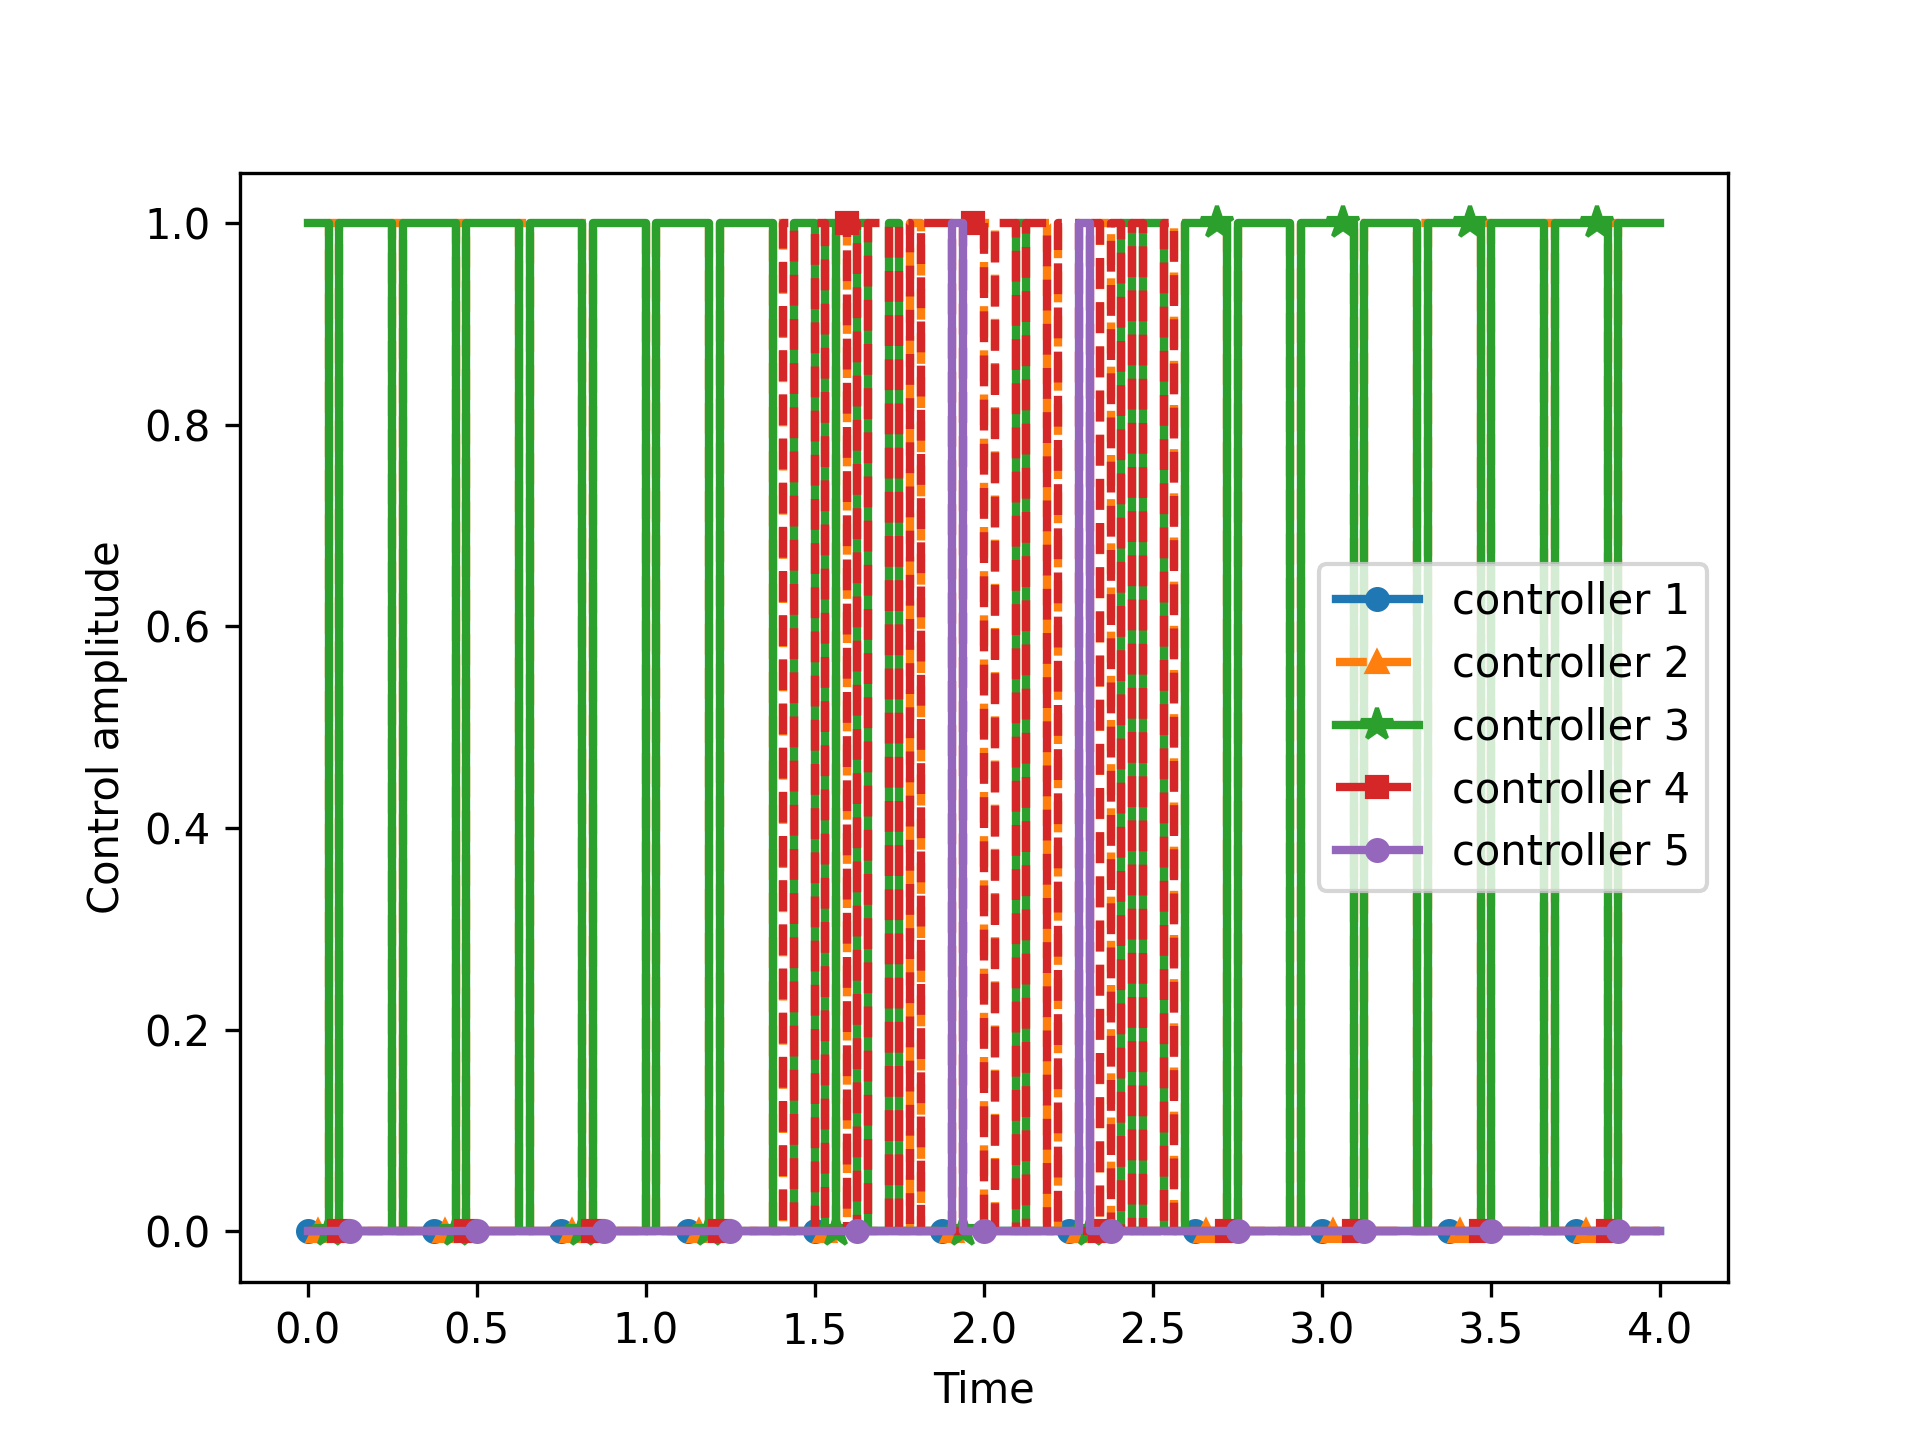 1.0
0.8
0.6
0.4
0.2
0.0
Control amplitude
controller 1
controller 2
controller 3
controller 4
controller 5
0.0 0.5 1.0 1.5 2.0 2.5 3.0 3.5 4.0
Time